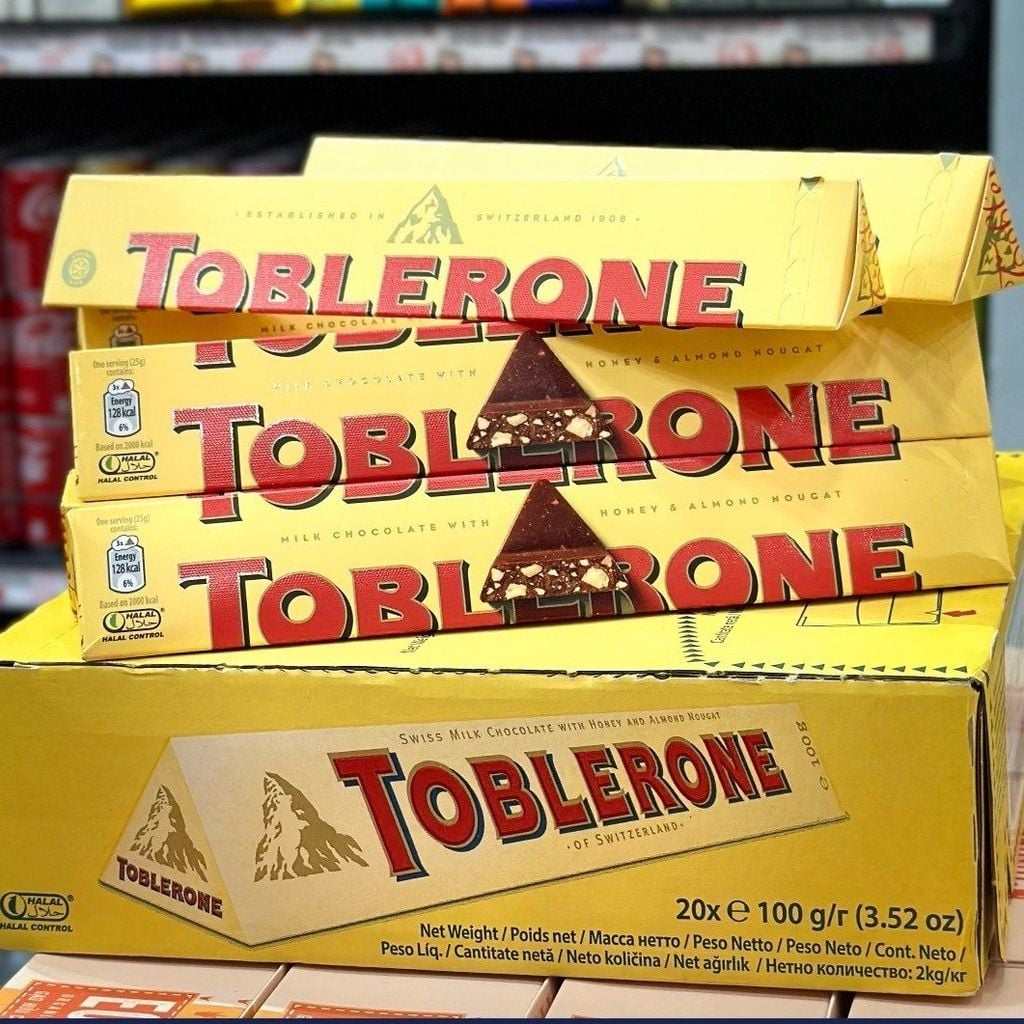 · ESTABLISHED IN SWITZERLAND 1908 ·
TOBLERONE
MILK CHOCOLATE
One serving (25g)
contains:
3x
Energy
128 kcal
6%
Based on 2000 kcal
HALAL
حلال
HALAL CONTROL
MILK CHOCOLATE WITH HONEY & ALMOND NOUGAT
TOBLERONE
One serving (25g)
contains:
3x
Energy
128 kcal
6%
Based on 2000 kcal
HALAL
حلال
HALAL CONTROL
MILK CHOCOLATE WITH HONEY & ALMOND NOUGAT
TOBLERONE
SWISS MILK CHOCOLATE WITH HONEY AND ALMOND NOUGAT
TOBLERONE
· OF SWITZERLAND ·
℮ 100g
TOBLERONE
HALAL
حلال
HALAL CONTROL
®
20x ℮ 100 g/г (3.52 oz)
Net Weight / Poids net / Масса нетто / Peso Netto / Peso Neto / Cont. Neto /
Peso Líq. / Cantitate netă / Neto količina / Net ağırlık / Нетно количество: 2kg/кг